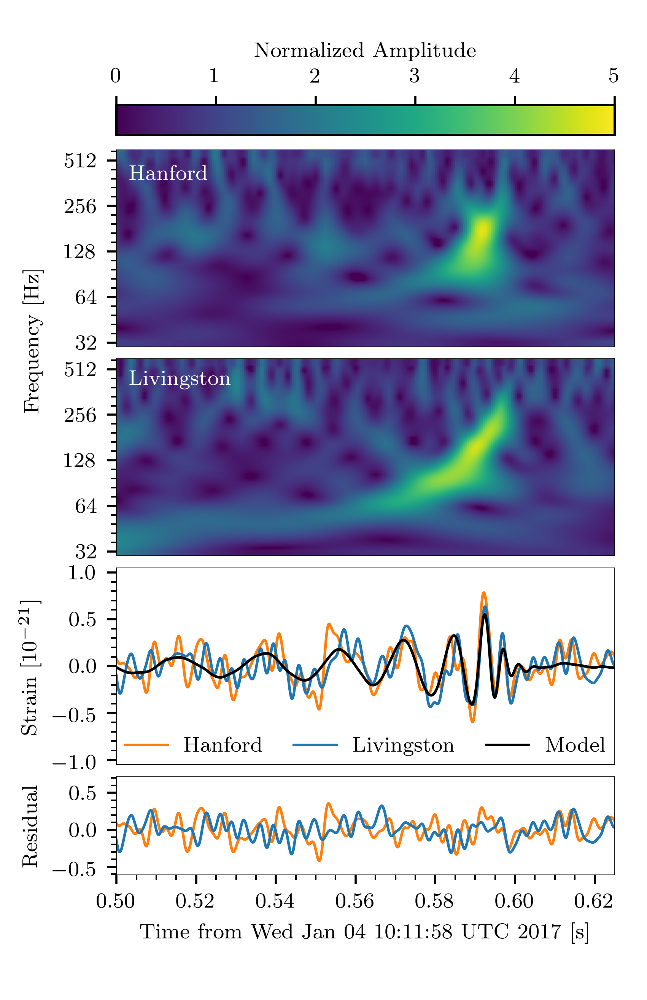 Normalized Amplitude
0 1 2 3 4 5
Hanford
512
256
128
64
32
Frequency [Hz]
Livingston
512
256
128
64
32
1.0
0.5
0.0
−0.5
−1.0
Strain [10⁻²¹]
Hanford Livingston Model
0.5
0.0
−0.5
Residual
0.50 0.52 0.54 0.56 0.58 0.60 0.62
Time from Wed Jan 04 10:11:58 UTC 2017 [s]